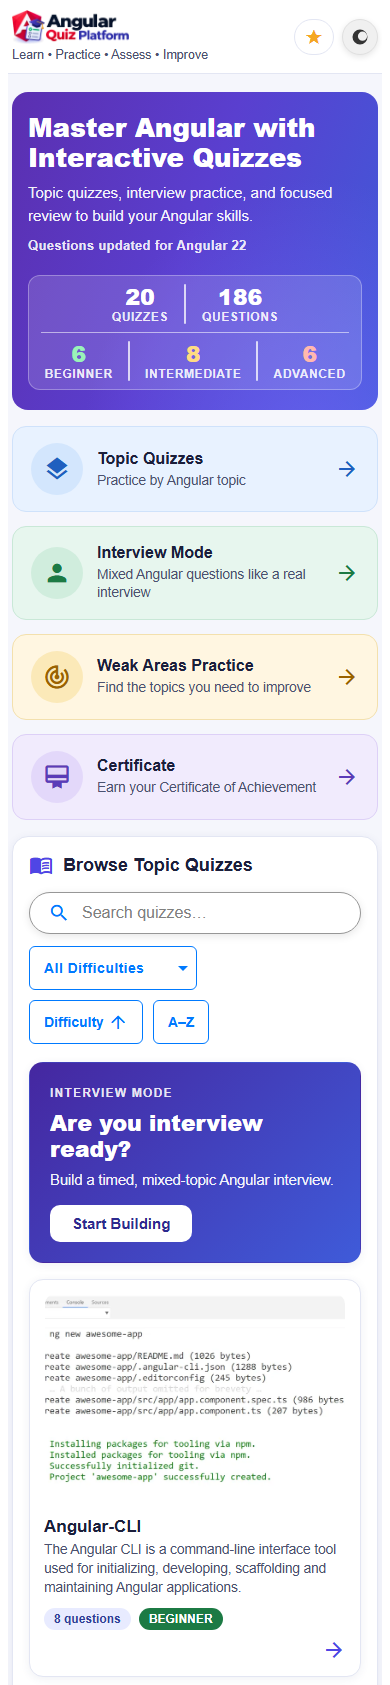 Angular
Quiz Platform
Learn • Practice • Assess • Improve
Master Angular with
Interactive Quizzes
Topic quizzes, interview practice, and focused
review to build your Angular skills.
Questions updated for Angular 22
20
QUIZZES
186
QUESTIONS
6
BEGINNER
8
INTERMEDIATE
6
ADVANCED
Topic Quizzes
Practice by Angular topic
Interview Mode
Mixed Angular questions like a real
interview
Weak Areas Practice
Find the topics you need to improve
Certificate
Earn your Certificate of Achievement
Browse Topic Quizzes
Search quizzes...
All Difficulties
Difficulty
A–Z
INTERVIEW MODE
Are you interview
ready?
Build a timed, mixed-topic Angular interview.
Start Building
ments Console Sources
ng new awesome-app
reate awesome-app/README.md (1026 bytes)
reate awesome-app/.angular-cli.json (1288 bytes)
reate awesome-app/.editorconfig (245 bytes)
… A bunch of output omitted for brevety …
reate awesome-app/src/app/app.component.spec.ts (986 bytes
reate awesome-app/src/app/app.component.ts (207 bytes)
Installing packages for tooling via npm.
Installed packages for tooling via npm.
Successfully initialized git.
Project 'awesome-app' successfully created.
Angular-CLI
The Angular CLI is a command-line interface tool
used for initializing, developing, scaffolding and
maintaining Angular applications.
8 questions
BEGINNER